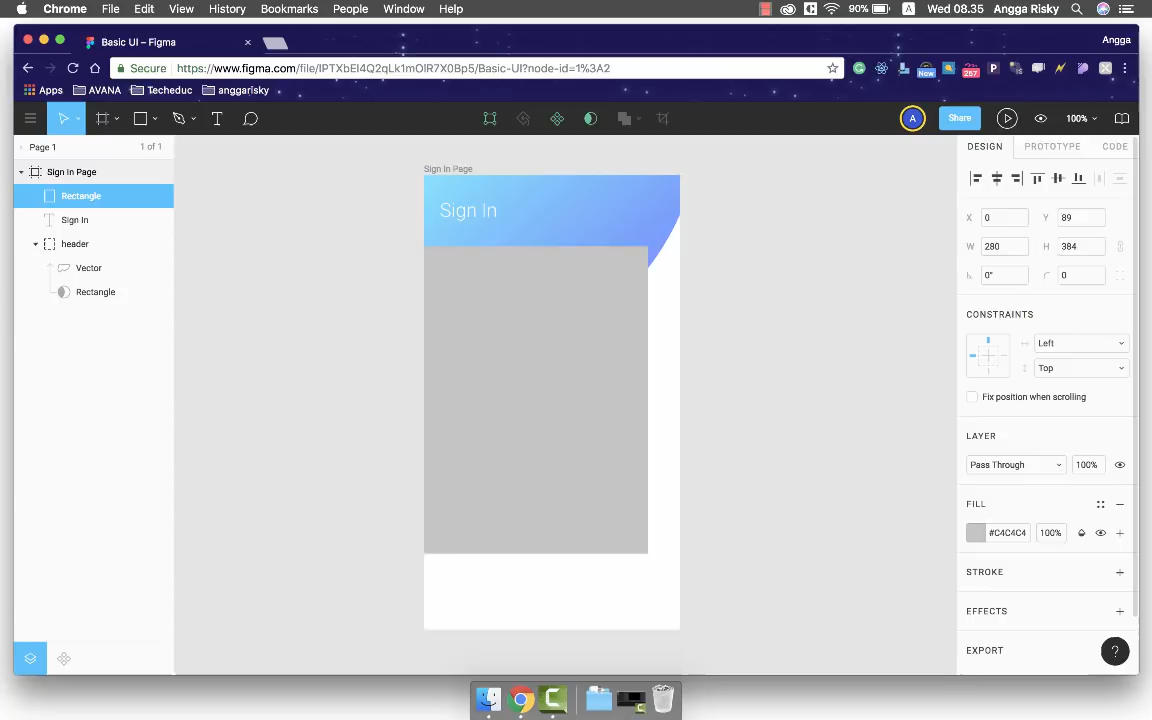 Chrome File Edit View History Bookmarks People Window Help 90% A Wed 08.35 Angga Risky
Basic UI – Figma × Angga
Secure https://www.figma.com/file/IPTXbEl4Q2qLk1mOlR7X0Bp5/Basic-UI?node-id=1%3A2 Now 267 P
Apps AVANA Techeduc anggarisky
T A Share 100%
Page 1 1 of 1 DESIGN PROTOTYPE CODE
Sign In Page
Rectangle
Sign In
header
Vector
Rectangle
Sign In Page
Sign In
X 0 Y 89
W 280 H 384
0° 0
CONSTRAINTS
Left
Top
Fix position when scrolling
LAYER
Pass Through 100%
FILL
#C4C4C4 100%
STROKE
EFFECTS
EXPORT
?